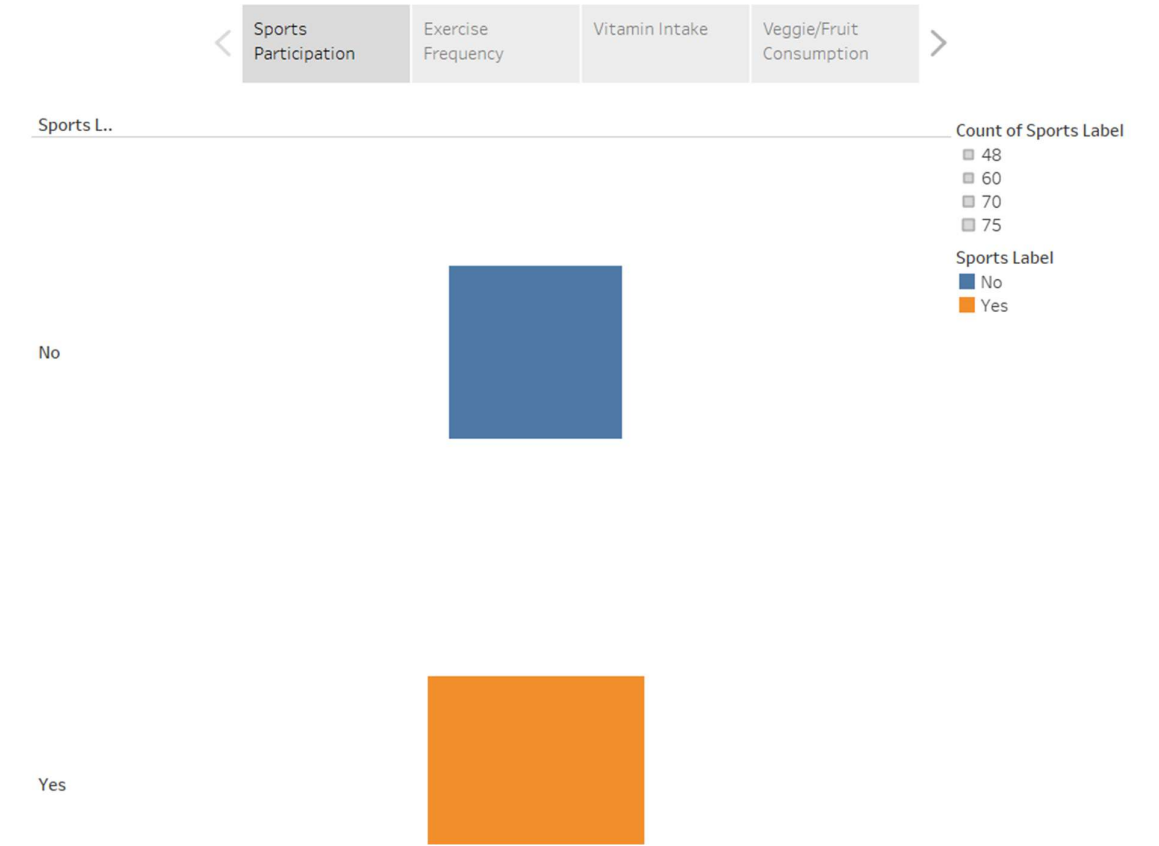 Sports
Participation
Exercise
Frequency
Vitamin Intake
Veggie/Fruit
Consumption
Sports L..
Count of Sports Label
48
60
70
75
Sports Label
No
Yes
No
Yes